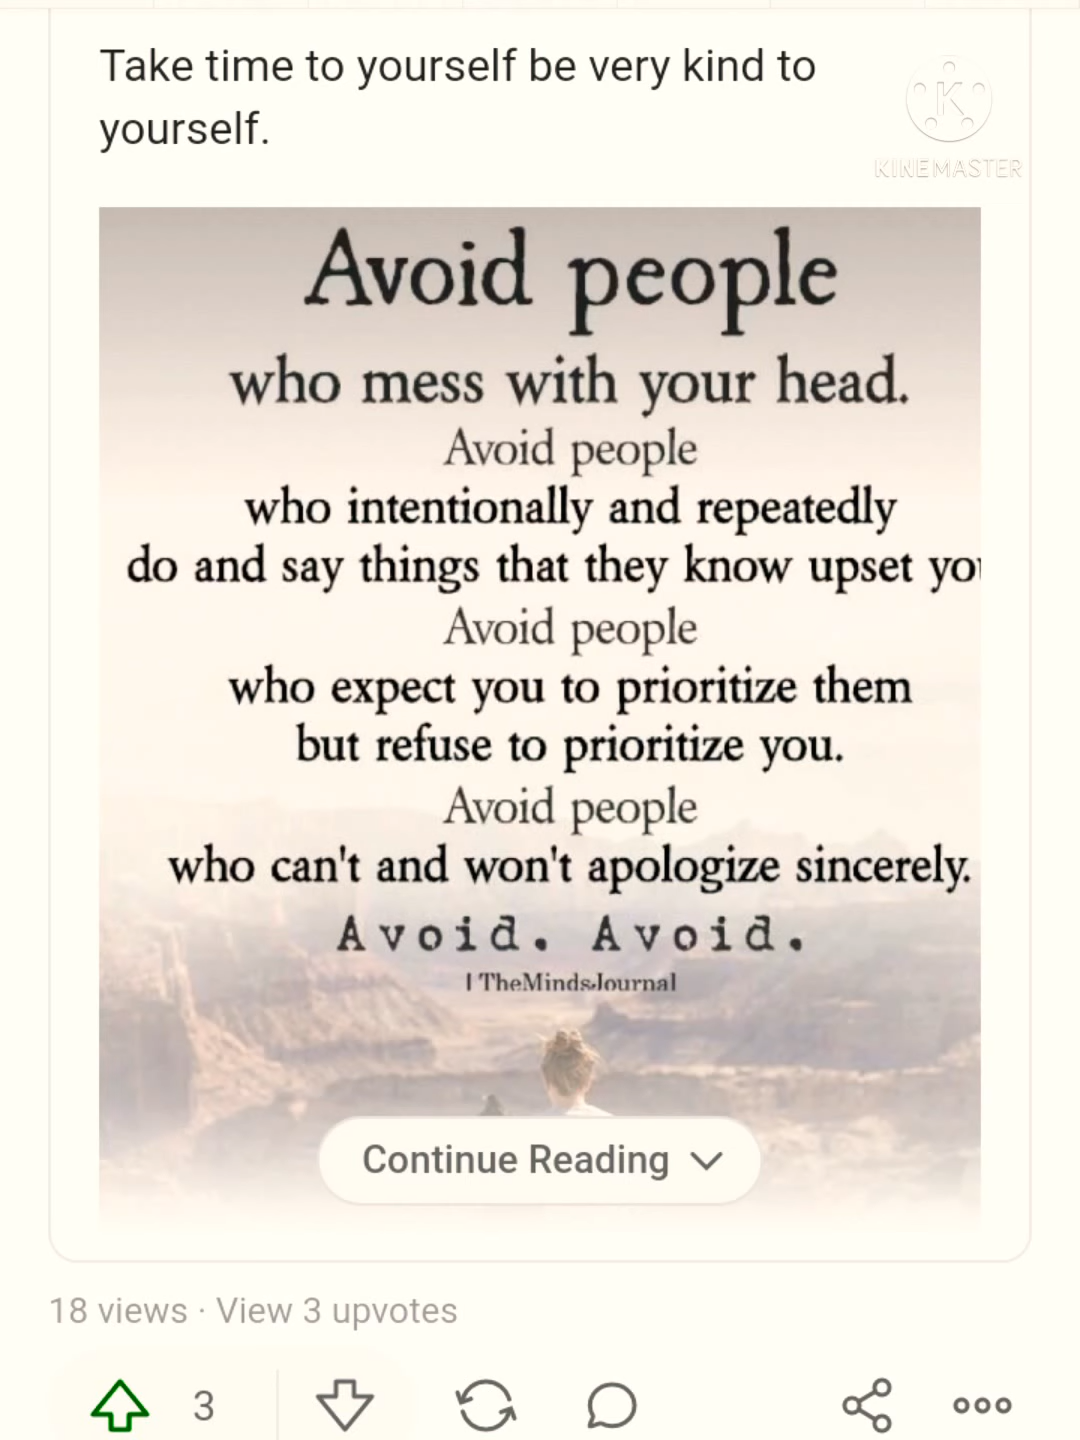 Take time to yourself be very kind to
yourself.
KINEMASTER
Avoid people
who mess with your head.
Avoid people
who intentionally and repeatedly
do and say things that they know upset yo
Avoid people
who expect you to prioritize them
but refuse to prioritize you.
Avoid people
who can't and won't apologize sincerely.
Avoid. Avoid.
| TheMindsJournal
Continue Reading
18 views · View 3 upvotes
3